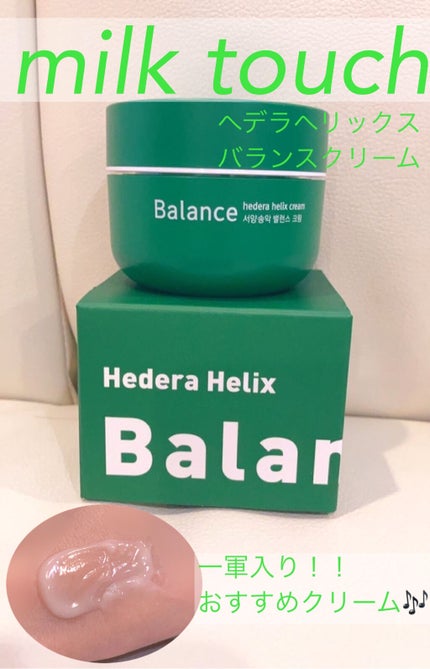 milk touch
ヘデラヘリックス
バランスクリーム
Balance hedera helix cream
서양송악 밸런스 크림
Hedera Helix
Balan
一軍入り！！
おすすめクリーム🎶